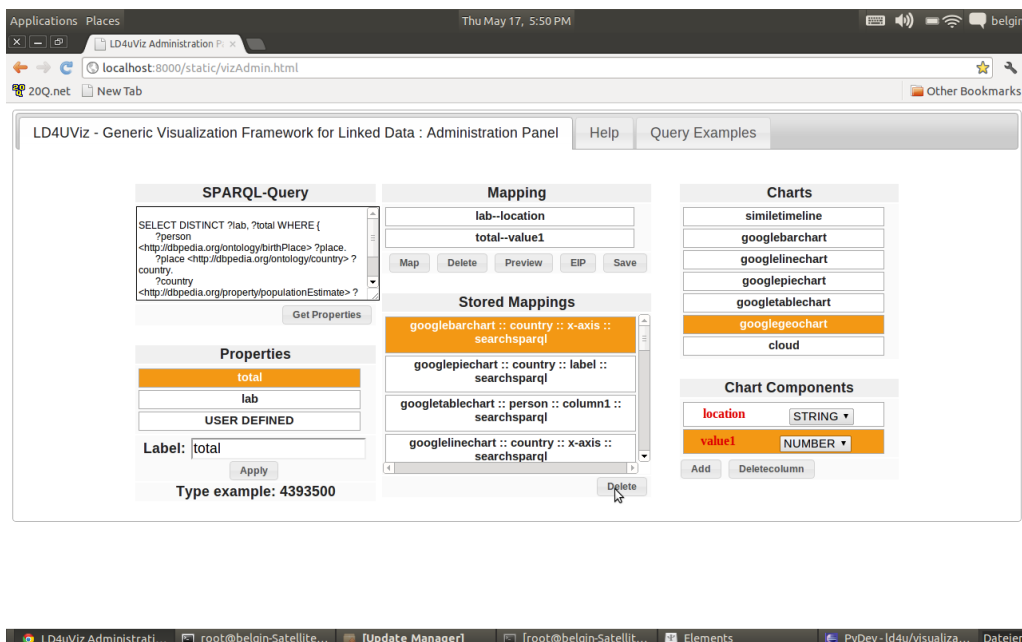 Applications Places
Thu May 17, 5:50 PM
belgin
LD4uViz Administration P
localhost:8000/static/vizAdmin.html
20Q.net New Tab
Other Bookmarks
LD4UViz - Generic Visualization Framework for Linked Data : Administration Panel
Help
Query Examples
SPARQL-Query
SELECT DISTINCT ?lab, ?total WHERE {
?person
<http://dbpedia.org/ontology/birthPlace> ?place.
?place <http://dbpedia.org/ontology/country> ?
country.
?country
<http://dbpedia.org/property/populationEstimate> ?
Get Properties
Properties
total
lab
USER DEFINED
Label: total
Apply
Type example: 4393500
Mapping
lab--location
total--value1
Map Delete Preview EIP Save
Stored Mappings
googlebarchart :: country :: x-axis ::
searchsparql
googlepiechart :: country :: label ::
searchsparql
googletablechart :: person :: column1 ::
searchsparql
googlelinechart :: country :: x-axis ::
searchsparql
Delete
Charts
similetimeline
googlebarchart
googlelinechart
googlepiechart
googletablechart
googlegeochart
cloud
Chart Components
location STRING
value1 NUMBER
Add Deletecolumn
LD4uViz Administrati... root@belgin-Satellite... [Update Manager] [root@belgin-Satellit... Elements PyDev - ld4u/visualiza... Dateien